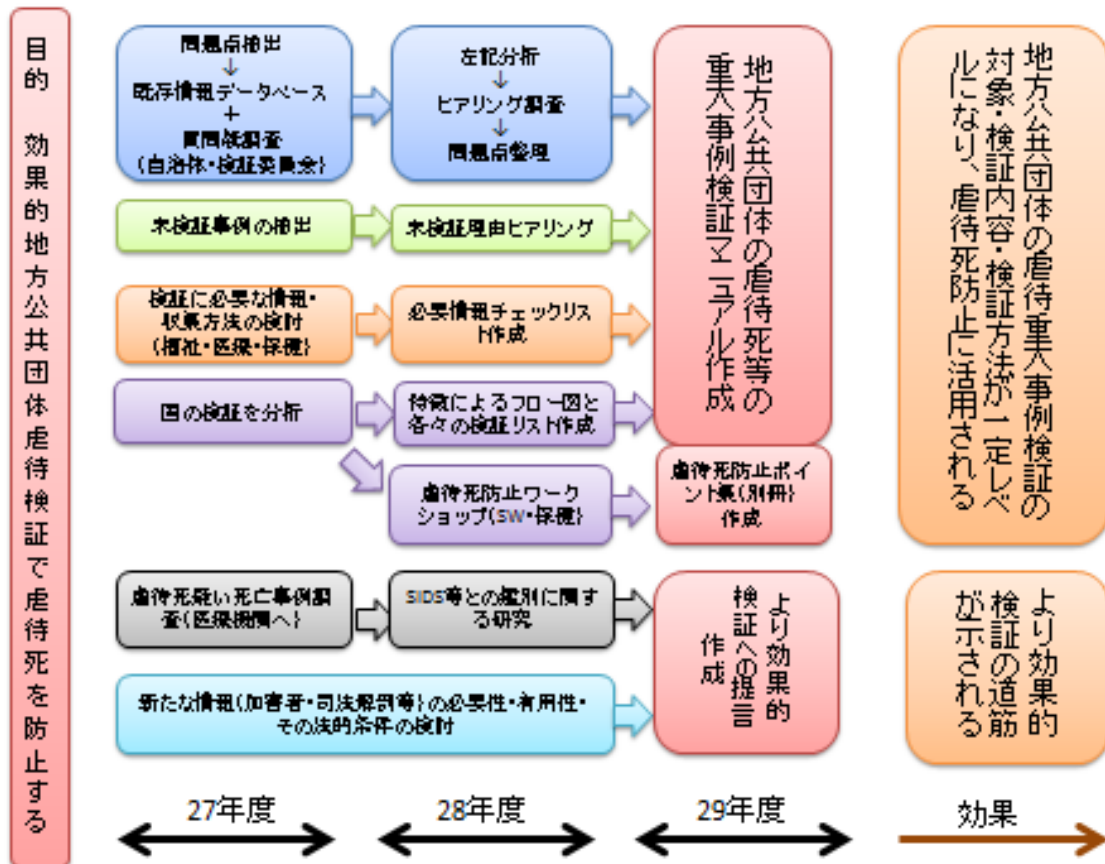 目的　効果的地方公共団体虐待検証で虐待死を防止する
問題点抽出
↓
既存情報データベース
+
質問紙調査
(自治体・検証委員会)
左記分析
↓
ヒアリング調査
↓
問題点整理
未検証事例の抽出
未検証理由ヒアリング
検証に必要な情報・
収集方法の検討
(福祉・医療・保健)
必要情報チェックリス
ト作成
国の検証を分析
特徴によるフロー図と
各々の検証リスト作成
虐待死防止ワーク
ショップ(SW・保健)
地方公共団体の虐待死等の
重大事例検証マニュアル作成
虐待死防止ポイ
ント集(別冊)
作成
虐待死疑い死亡事例調
査(医療機関へ)
SIDS等との鑑別に関す
る研究
新たな情報(加害者・司法解剖等)の必要性・有用性・
その法的条件の検討
より効果的
検証への提言
作成
地方公共団体の虐待重大事例検証の
対象・検証内容・検証方法が一定レベ
ルになり、虐待死防止に活用される
より効果的
検証の道筋
が示される
27年度
28年度
29年度
効果